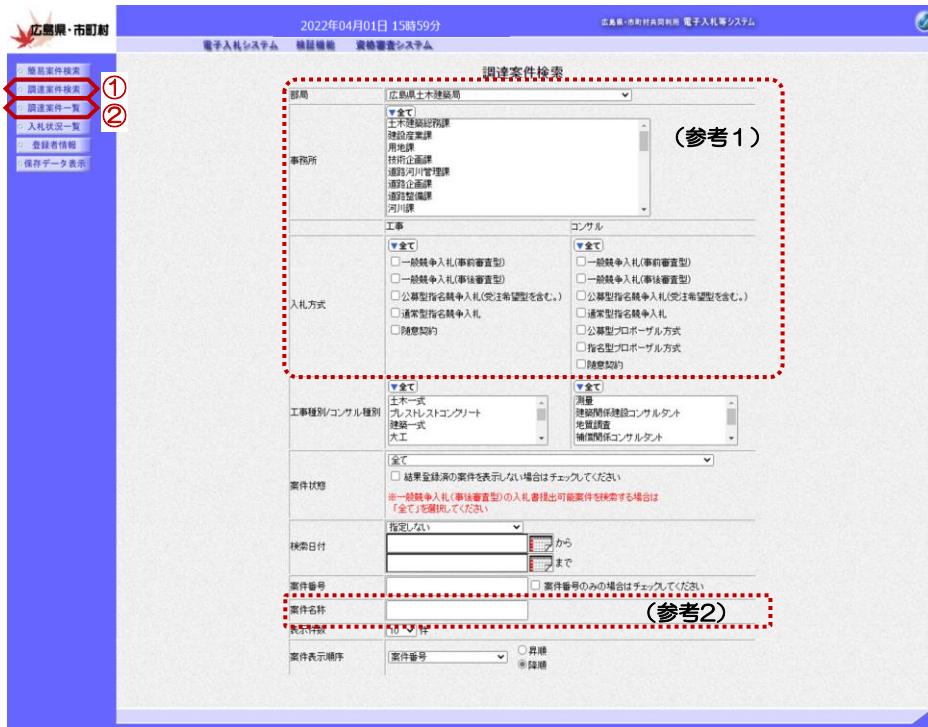 広島県・市町村
2022年04月01日 15時59分
広島県・市町村共同利用 電子入札等システム
電子入札システム 検証機能 資格審査システム
簡易案件検索
調達案件検索
①
調達案件一覧
②
入札状況一覧
登録者情報
保存データ表示
調達案件検索
部局 広島県土木建築局
事務所
▼全て
土木建築総務課
建設産業課
用地課
技術企画課
道路河川管理課
道路企画課
道路整備課
河川課
(参考1)
工事 コンサル
入札方式
▼全て
□一般競争入札(事前審査型)
□一般競争入札(事後審査型)
□公募型指名競争入札(受注希望型を含む。)
□通常型指名競争入札
□随意契約
▼全て
□一般競争入札(事前審査型)
□一般競争入札(事後審査型)
□公募型指名競争入札(受注希望型を含む。)
□通常型指名競争入札
□公募型プロポーザル方式
□指名型プロポーザル方式
□随意契約
工事種別/コンサル種別
▼全て
土木一式
プレストレストコンクリート
建築一式
大工
▼全て
測量
建築関係建設コンサルタント
地質調査
補償関係コンサルタント
案件状態
全て
□ 結果登録済の案件を表示しない場合はチェックしてください
※一般競争入札(事後審査型)の入札書提出可能案件を検索する場合は
「全て」を選択してください
検索日付
指定しない
から
まで
案件番号 □ 案件番号のみの場合はチェックしてください
案件名称
(参考2)
表示件数 10 件
案件表示順序 案件番号
○昇順
◉降順